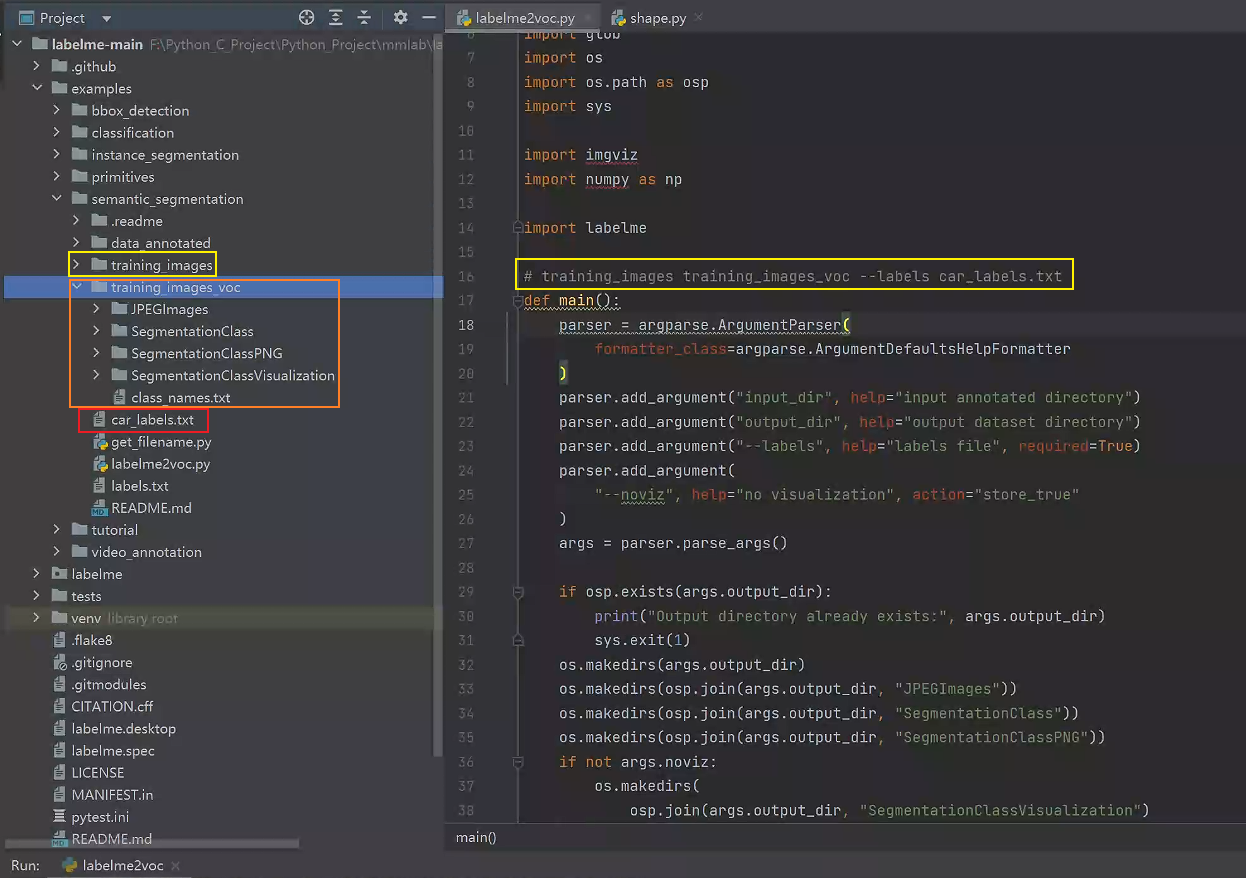 Project
labelme-main F:\Python_C_Project\Python_Project\mmlab\la
.github
examples
bbox_detection
classification
instance_segmentation
primitives
semantic_segmentation
.readme
data_annotated
training_images
training_images_voc
JPEGImages
SegmentationClass
SegmentationClassPNG
SegmentationClassVisualization
class_names.txt
car_labels.txt
get_filename.py
labelme2voc.py
labels.txt
README.md
tutorial
video_annotation
labelme
tests
venv library root
.flake8
.gitignore
.gitmodules
CITATION.cff
labelme.desktop
labelme.spec
LICENSE
MANIFEST.in
pytest.ini
README.md
labelme2voc.py
shape.py
6 import glob
7 import os
8 import os.path as osp
9 import sys
10
11 import imgviz
12 import numpy as np
13
14 import labelme
15
16 # training_images training_images_voc --labels car_labels.txt
17 def main():
18 parser = argparse.ArgumentParser(
19 formatter_class=argparse.ArgumentDefaultsHelpFormatter
20 )
21 parser.add_argument("input_dir", help="input annotated directory")
22 parser.add_argument("output_dir", help="output dataset directory")
23 parser.add_argument("--labels", help="labels file", required=True)
24 parser.add_argument(
25 "--noviz", help="no visualization", action="store_true"
26 )
27 args = parser.parse_args()
28
29 if osp.exists(args.output_dir):
30 print("Output directory already exists:", args.output_dir)
31 sys.exit(1)
32 os.makedirs(args.output_dir)
33 os.makedirs(osp.join(args.output_dir, "JPEGImages"))
34 os.makedirs(osp.join(args.output_dir, "SegmentationClass"))
35 os.makedirs(osp.join(args.output_dir, "SegmentationClassPNG"))
36 if not args.noviz:
37 os.makedirs(
38 osp.join(args.output_dir, "SegmentationClassVisualization")
main()
Run: labelme2voc